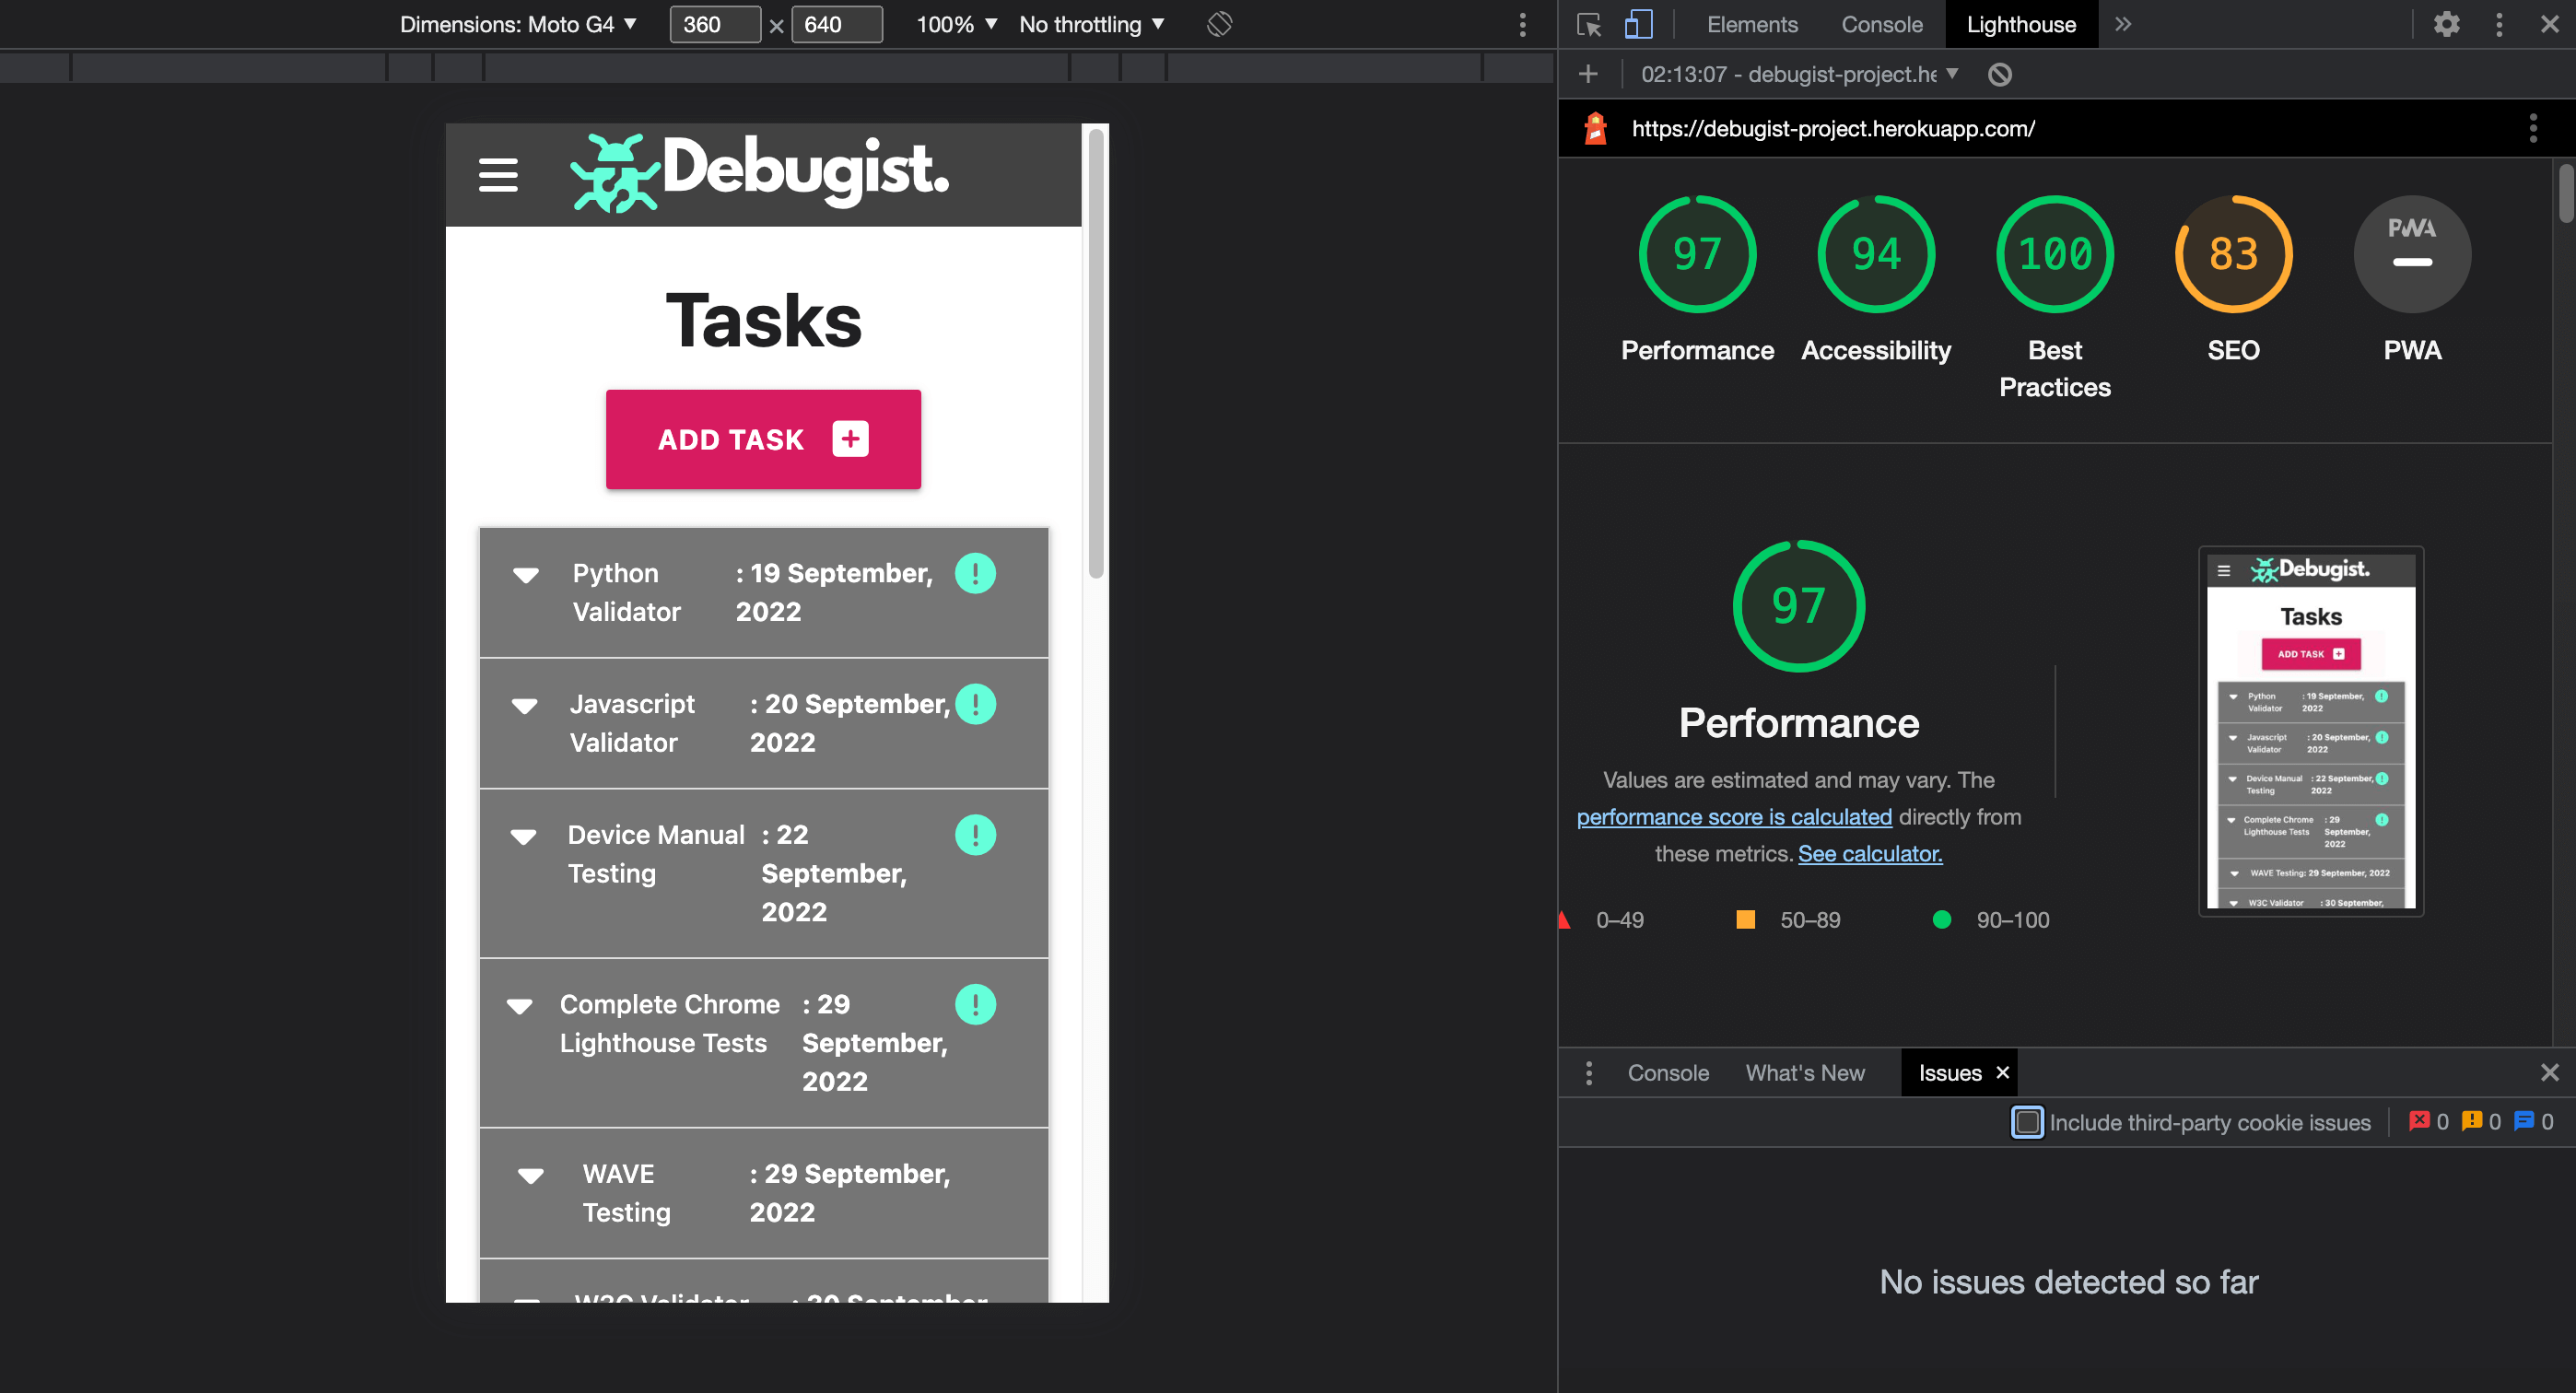 Dimensions: Moto G4 ▼ 360 × 640 100% ▼ No throttling ▼
Debugist.
Tasks
ADD TASK
Python : 19 September,
Validator 2022
Javascript : 20 September,
Validator 2022
Device Manual : 22
Testing September,
2022
Complete Chrome : 29
Lighthouse Tests September,
2022
WAVE : 29 September,
Testing 2022
W3C Validator : 30 September,
Elements Console Lighthouse »
02:13:07 - debugist-project.he ▼
https://debugist-project.herokuapp.com/
97 94 100 83 PWA
Performance Accessibility Best SEO PWA
Practices
97
Performance
Values are estimated and may vary. The
performance score is calculated directly from
these metrics. See calculator.
0–49 50–89 90–100
Debugist.
Tasks
ADD TASK
Python : 19 September,
Validator 2022
Javascript : 20 September,
Validator 2022
Device Manual : 22 September,
Testing 2022
Complete Chrome : 29
Lighthouse Tests September,
2022
WAVE Testing: 29 September, 2022
W3C Validator : 30 September,
Console What's New Issues ×
Include third-party cookie issues 0 0 0
No issues detected so far